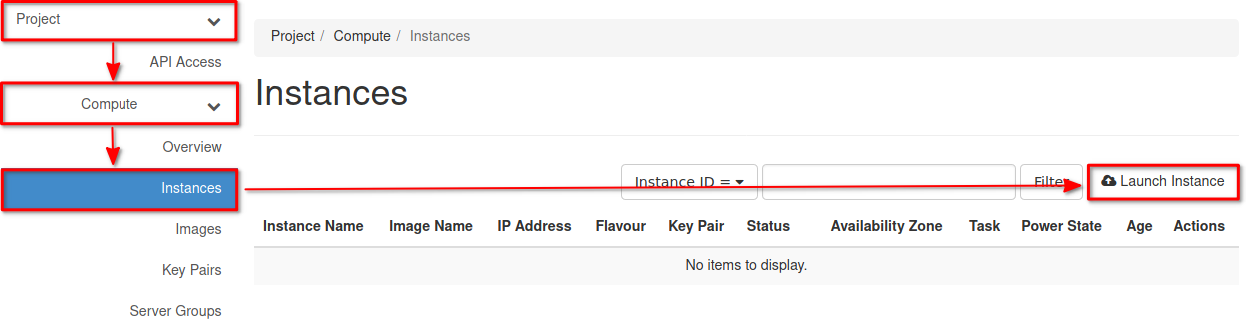 Project
API Access
Compute
Overview
Instances
Images
Key Pairs
Server Groups
Project / Compute / Instances
Instances
Instance ID = Filter Launch Instance
Instance Name Image Name IP Address Flavour Key Pair Status Availability Zone Task Power State Age Actions
No items to display.